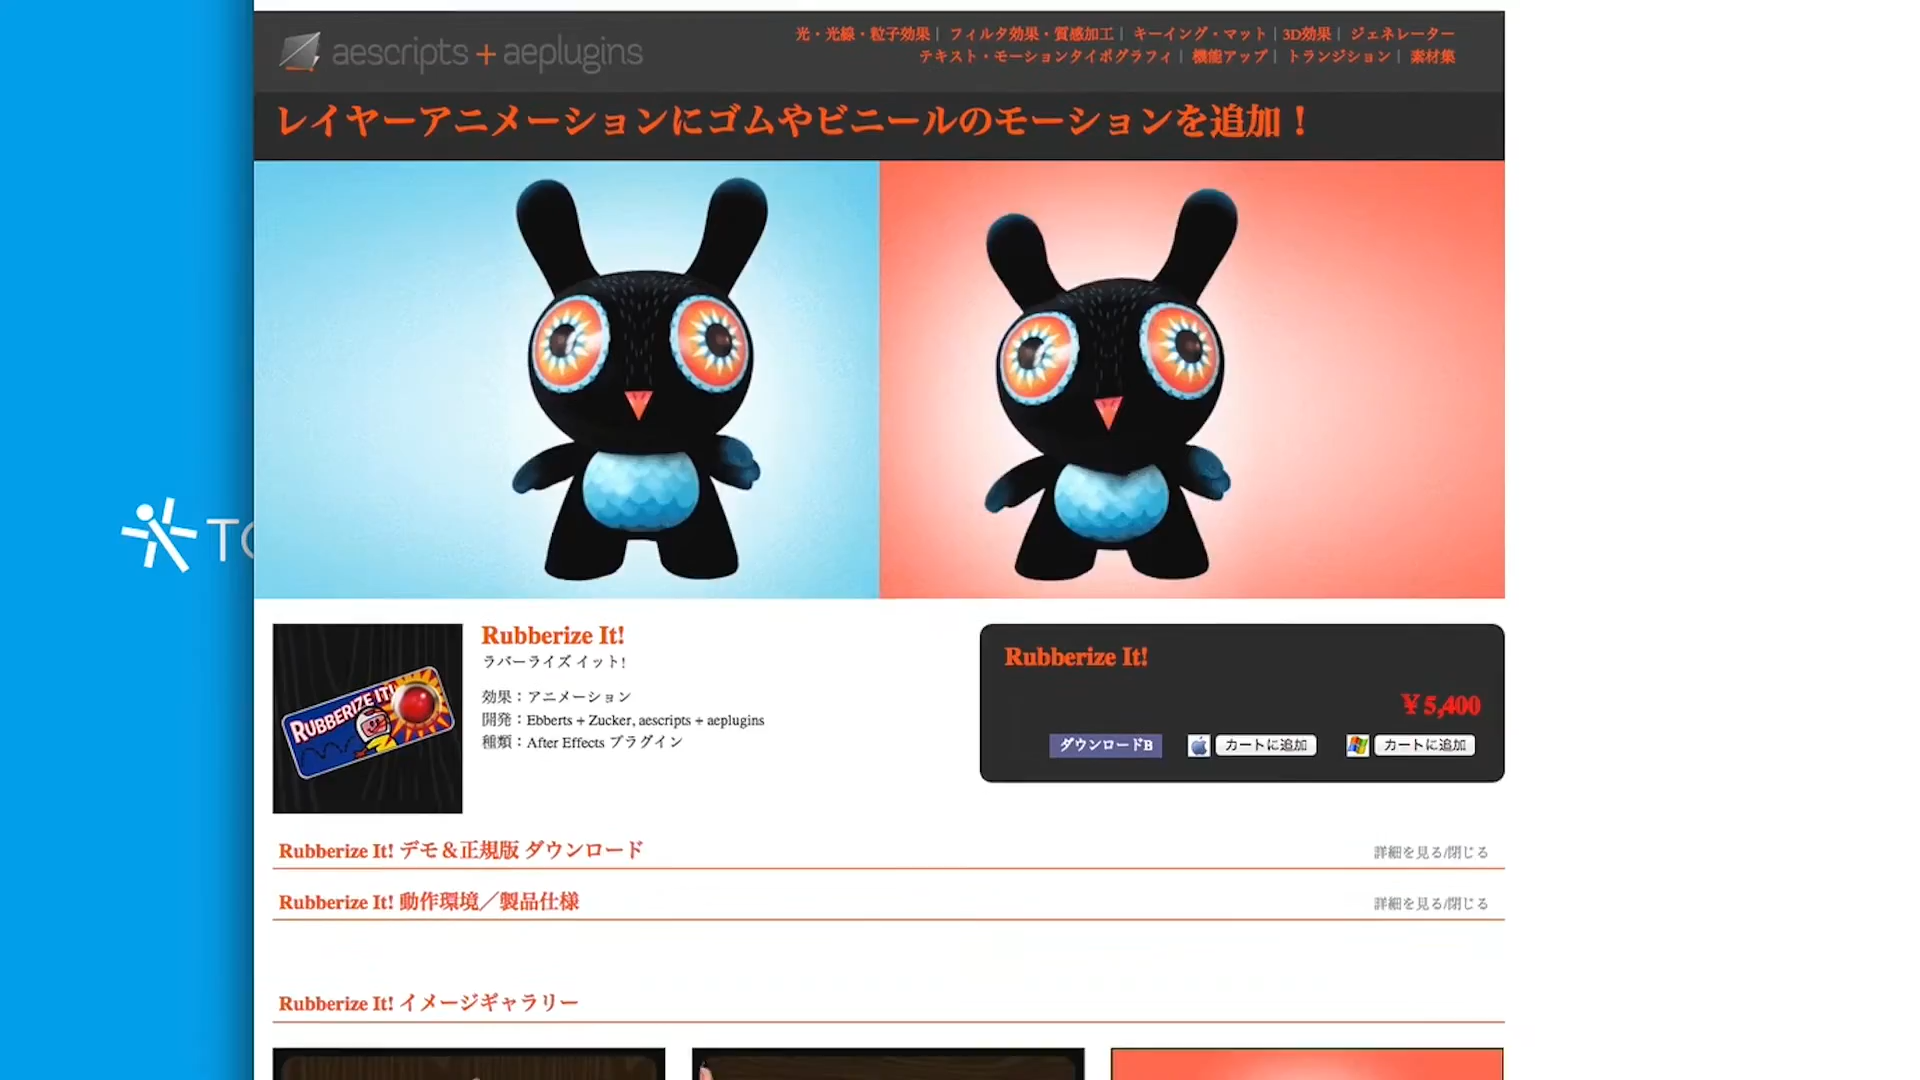 aescripts + aeplugins
光・光線・粒子効果 | フィルタ効果・質感加工 | キーイング・マット | 3D効果 | ジェネレーター
テキスト・モーションタイポグラフィ | 機能アップ | トランジション | 素材集
レイヤーアニメーションにゴムやビニールのモーションを追加！
Rubberize It!
ラバーライズ イット!
効果：アニメーション
開発：Ebberts + Zucker, aescripts + aeplugins
種類：After Effects プラグイン
RUBBERIZE IT!
Rubberize It!
¥ 5,400
ダウンロードB
カートに追加
カートに追加
Rubberize It! デモ＆正規版 ダウンロード
詳細を見る/閉じる
Rubberize It! 動作環境／製品仕様
詳細を見る/閉じる
Rubberize It! イメージギャラリー